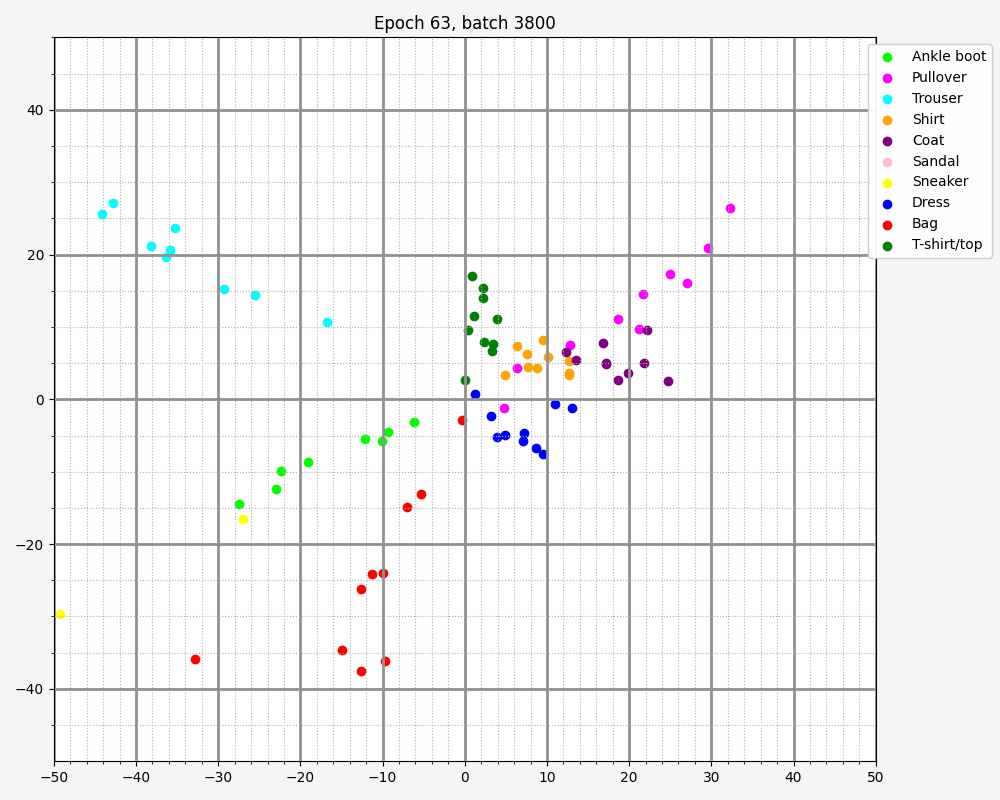 Epoch 63, batch 3800
Ankle boot
Pullover
Trouser
Shirt
Coat
Sandal
Sneaker
Dress
Bag
T-shirt/top
40
20
0
−20
−40
−50 −40 −30 −20 −10 0 10 20 30 40 50